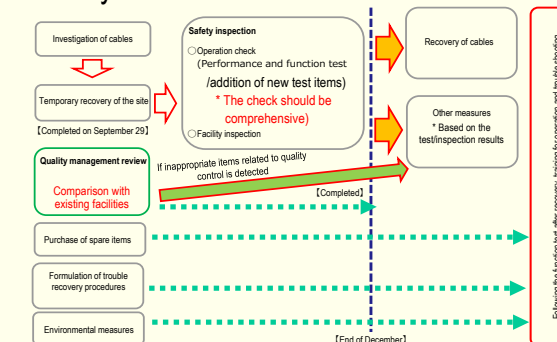 Investigation of cables
Temporary recovery of the site
【Completed on September 29】
Safety inspection
○Operation check
(Performance and function test
/addition of new test items)
* The check should be
comprehensive)
○Facility inspection
Recovery of cables
Other measures
* Based on the
test/inspection results
Quality management review
Comparison with
existing facilities
If inappropriate items related to quality
control is detected
【Completed】
Purchase of spare items
Formulation of trouble
recovery procedures
Environmental measures
【End of December】